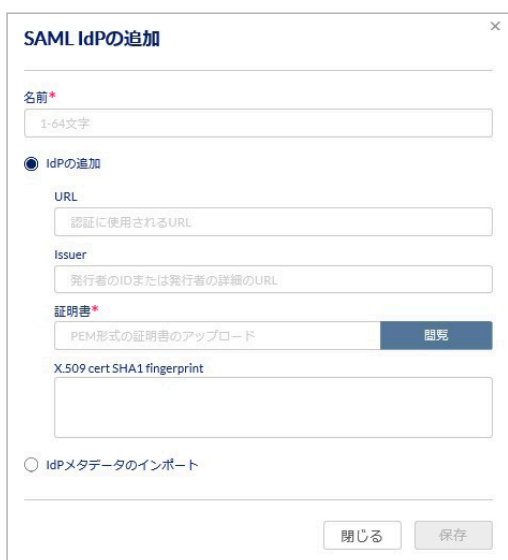 ×
SAML IdPの追加
名前*
1-64文字
IdPの追加
URL
認証に使用されるURL
Issuer
発行者のIDまたは発行者の詳細のURL
証明書*
PEM形式の証明書のアップロード
閲覧
X.509 cert SHA1 fingerprint
IdPメタデータのインポート
閉じる
保存